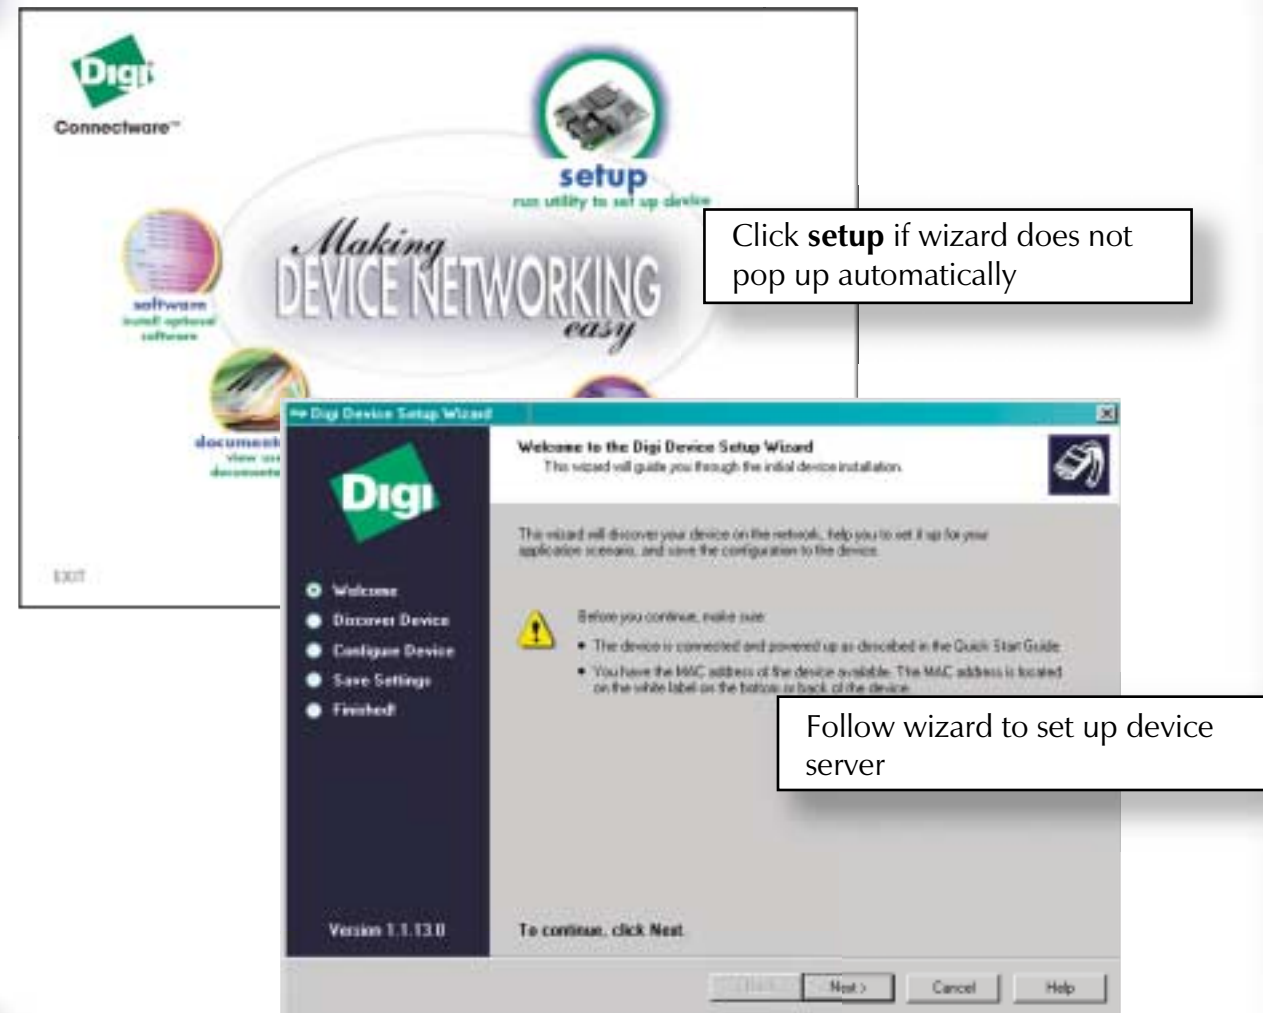 Digi
Connectware™
setup
run utility to set up device
Click setup if wizard does not
pop up automatically
Making
DEVICE NETWORKING
easy
software
install optional
software
document
view use
documenta
EXIT
Digi Device Setup Wizard
Digi
Welcome
Discover Device
Configure Device
Save Settings
Finished!
Version 1.1.13.0
Welcome to the Digi Device Setup Wizard
This wizard will guide you through the initial device installation.
This wizard will discover your device on the network, help you to set it up for your
application scenario, and save the configuration to the device.
Before you continue, make sure:
• The device is connected and powered up as described in the Quick Start Guide.
• You have the MAC address of the device available. The MAC address is located
on the white label on the bottom or back of the device.
Follow wizard to set up device
server
To continue, click Next.
< Back
Next >
Cancel
Help